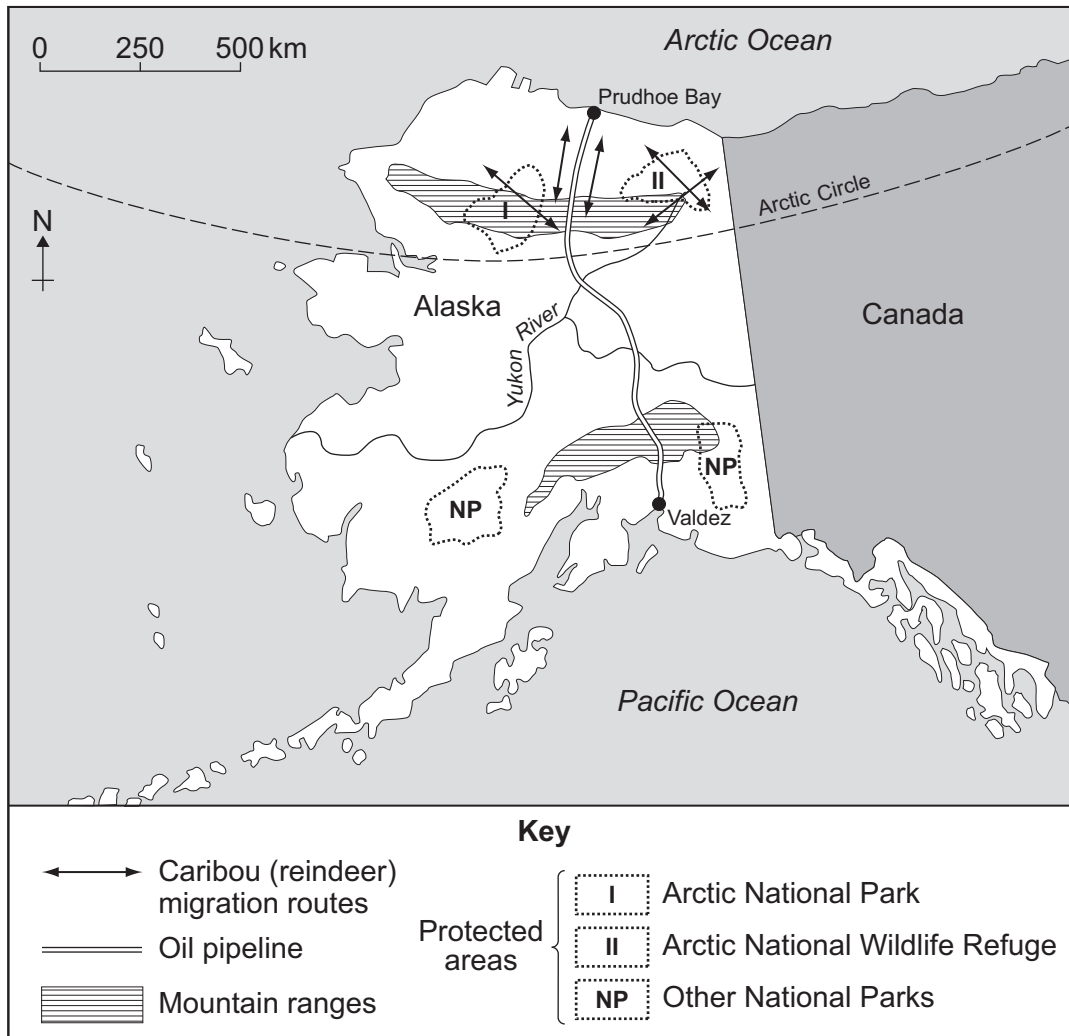 Arctic Ocean
0 250 500 km
Prudhoe Bay
II
I
Arctic Circle
N
Alaska
Canada
Yukon River
NP
NP
Valdez
Pacific Ocean
Key
Caribou (reindeer)
migration routes
Oil pipeline
Mountain ranges
Protected
areas
I Arctic National Park
II Arctic National Wildlife Refuge
NP Other National Parks